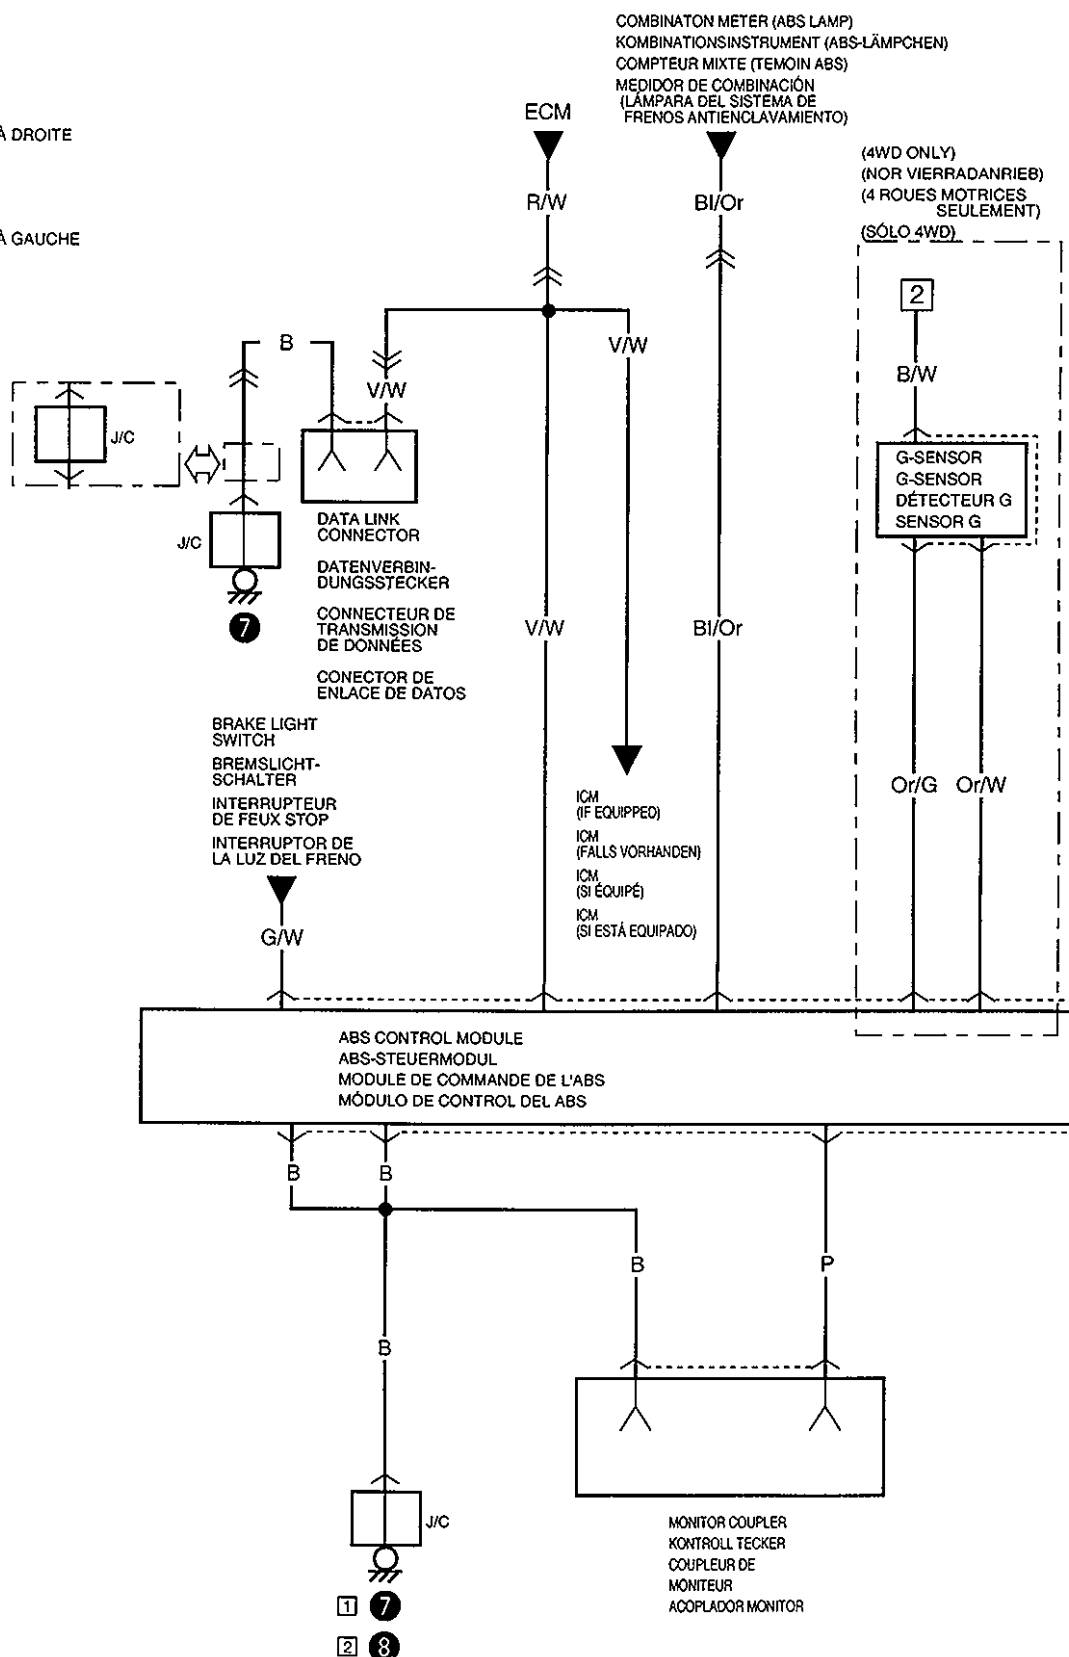 COMBINATON METER (ABS LAMP)
KOMBINATIONSINSTRUMENT (ABS-LÄMPCHEN)
COMPTEUR MIXTE (TEMOIN ABS)
MEDIDOR DE COMBINACIÓN
(LÁMPARA DEL SISTEMA DE
FRENOS ANTIENCLAVAMIENTO)
ECM
À DROITE
(4WD ONLY)
(NOR VIERRADANRIEB)
(4 ROUES MOTRICES
SEULEMENT)
(SÓLO 4WD)
R/W
Bl/Or
À GAUCHE
2
B
V/W
V/W
B/W
J/C
G-SENSOR
G-SENSOR
DÉTECTEUR G
SENSOR G
J/C
7
DATA LINK
CONNECTOR
DATENVERBIN-
DUNGSSTECKER
CONNECTEUR DE
TRANSMISSION
DE DONNÉES
CONECTOR DE
ENLACE DE DATOS
V/W
Bl/Or
BRAKE LIGHT
SWITCH
BREMSLICHT-
SCHALTER
INTERRUPTEUR
DE FEUX STOP
INTERRUPTOR DE
LA LUZ DEL FRENO
ICM
(IF EQUIPPED)
ICM
(FALLS VORHANDEN)
ICM
(SI ÉQUIPÉ)
ICM
(SI ESTÁ EQUIPADO)
Or/G
Or/W
G/W
ABS CONTROL MODULE
ABS-STEUERMODUL
MODULE DE COMMANDE DE L'ABS
MÓDULO DE CONTROL DEL ABS
B
B
B
P
B
J/C
1 7
2 8
MONITOR COUPLER
KONTROLL TECKER
COUPLEUR DE
MONITEUR
ACOPLADOR MONITOR